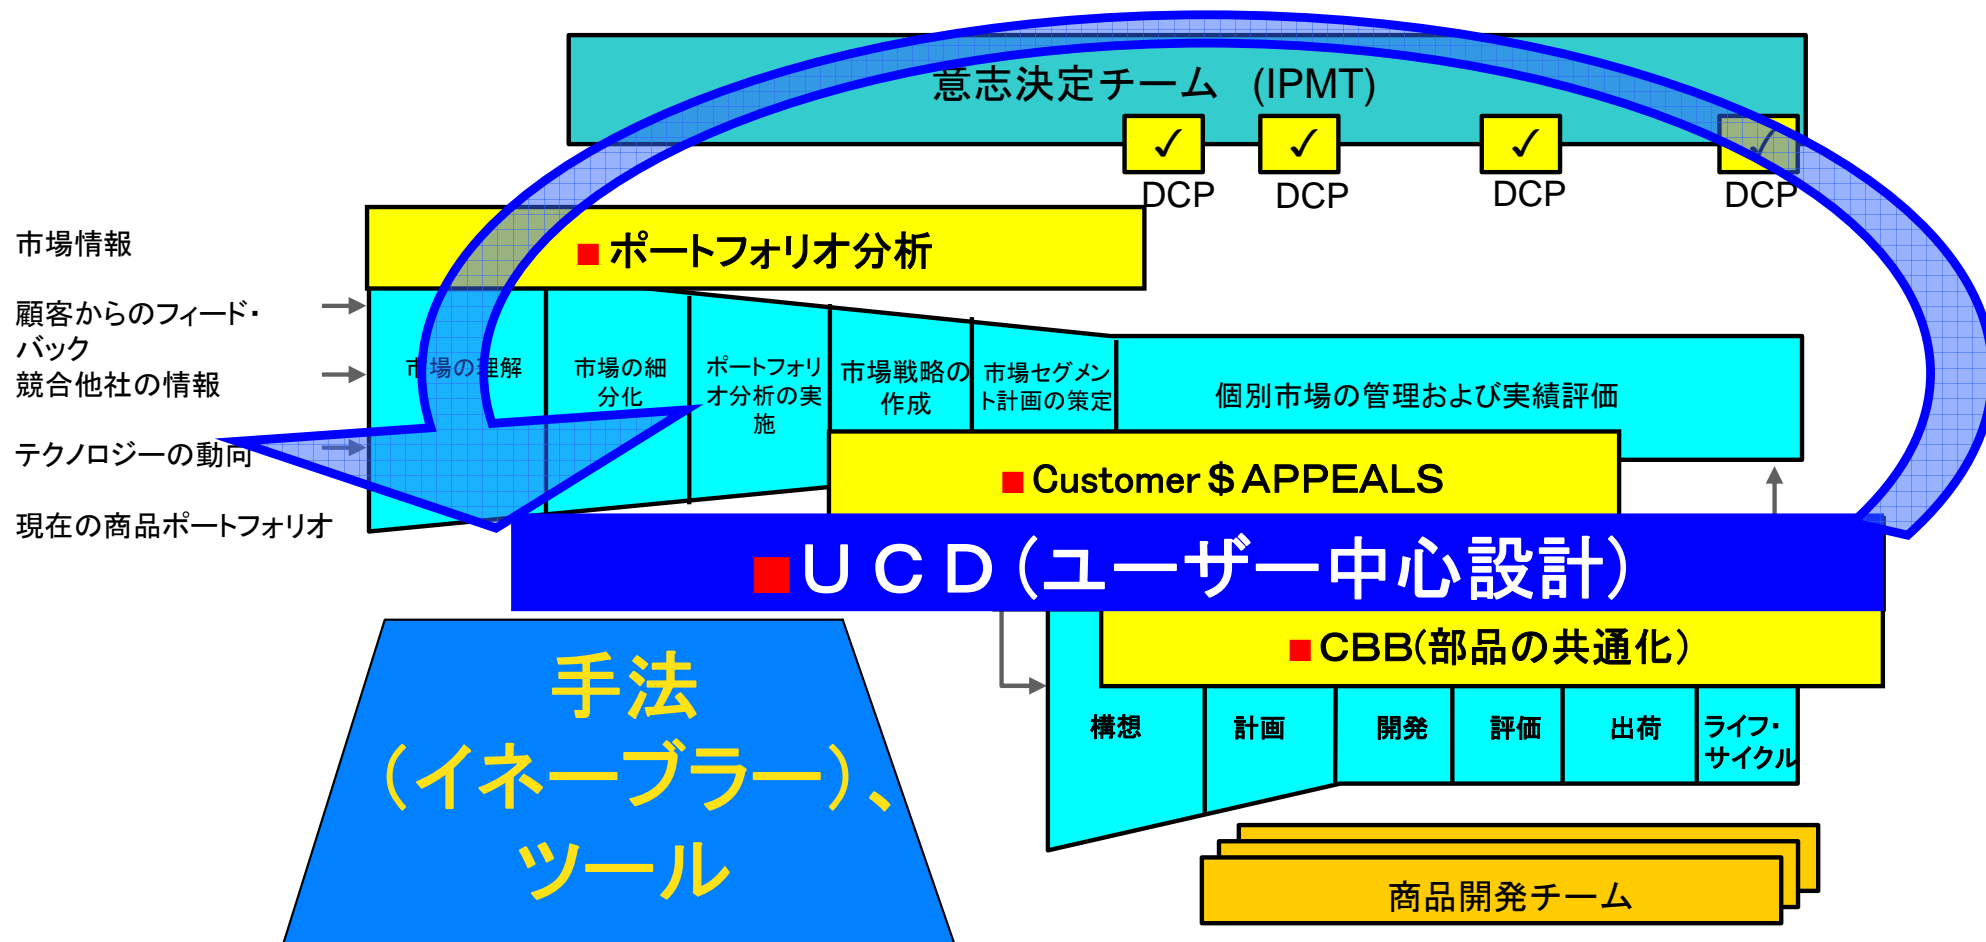 意志決定チーム (IPMT)
✓ ✓ ✓ ✓
DCP DCP DCP DCP
■ ポートフォリオ分析
市場情報
顧客からのフィード・
バック
競合他社の情報
テクノロジーの動向
現在の商品ポートフォリオ
市場の理解
市場の細
分化
ポートフォリ
オ分析の実
施
市場戦略の
作成
市場セグメン
ト計画の策定
個別市場の管理および実績評価
■ Customer $ APPEALS
■ UCD(ユーザー中心設計)
■ CBB(部品の共通化)
構想
計画
開発
評価
出荷
ライフ・
サイクル
手法
(イネーブラー)、
ツール
商品開発チーム